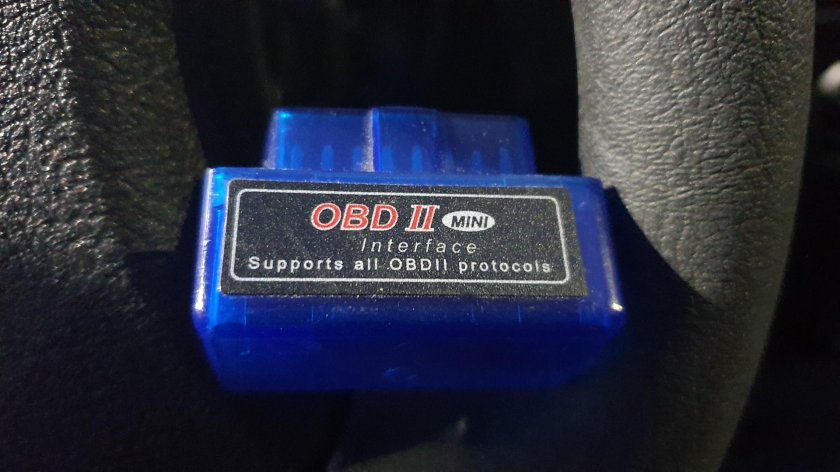 OBD II MINI
Interface
Supports all OBDII protocols